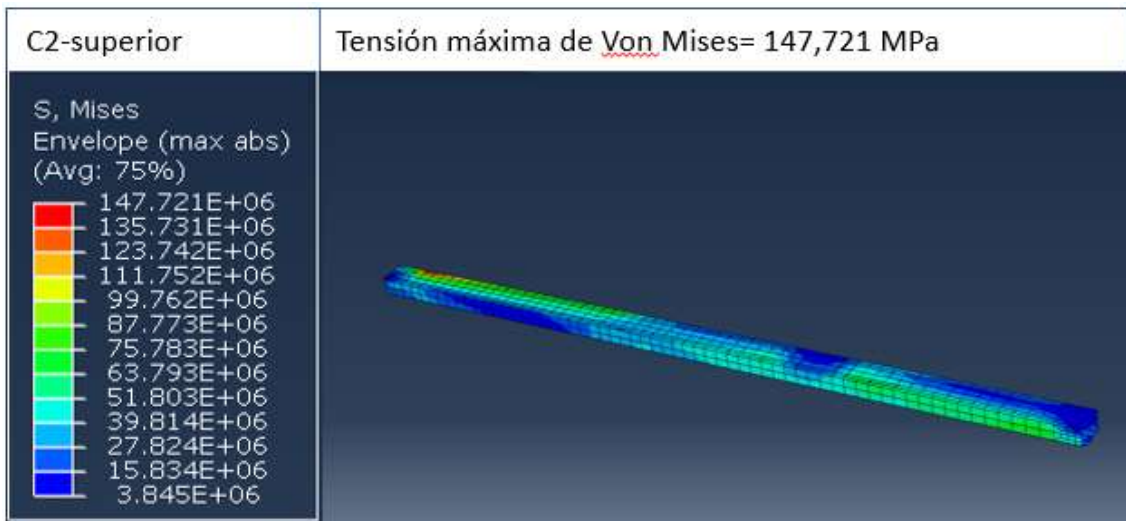 C2-superior
Tensión máxima de Von Mises= 147,721 MPa
S, Mises
Envelope (max abs)
(Avg: 75%)
147.721E+06
135.731E+06
123.742E+06
111.752E+06
99.762E+06
87.773E+06
75.783E+06
63.793E+06
51.803E+06
39.814E+06
27.824E+06
15.834E+06
3.845E+06